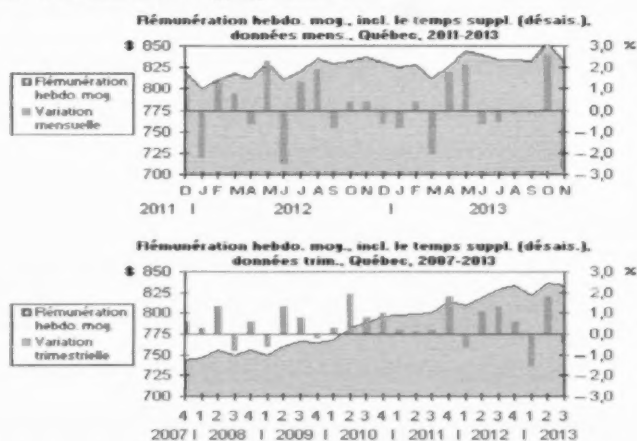 Rémunération hebdo. moy., incl. le temps suppl. (désais.),
données mens., Québec, 2011-2013
$ %
850 3,0
825 2,0
800 1,0
775 0,0
750 -1,0
725 -2,0
700 -3,0
Rémunération
hebdo. moy.
Variation
mensuelle
D J F M A M J J A S O N D J F M A M J J A S O N
2011 | 2012 | 2013
Rémunération hebdo. moy., incl. le temps suppl. (désais.),
données trim., Québec, 2007-2013
$ %
850 3,0
825 2,0
800 1,0
775 0,0
750 -1,0
725 -2,0
700 -3,0
Rémunération
hebdo. moy.
Variation
trimestrielle
4 1 2 3 4 1 2 3 4 1 2 3 4 1 2 3 4 1 2 3 4 1 2 3
2007 | 2008 | 2009 | 2010 | 2011 | 2012 | 2013